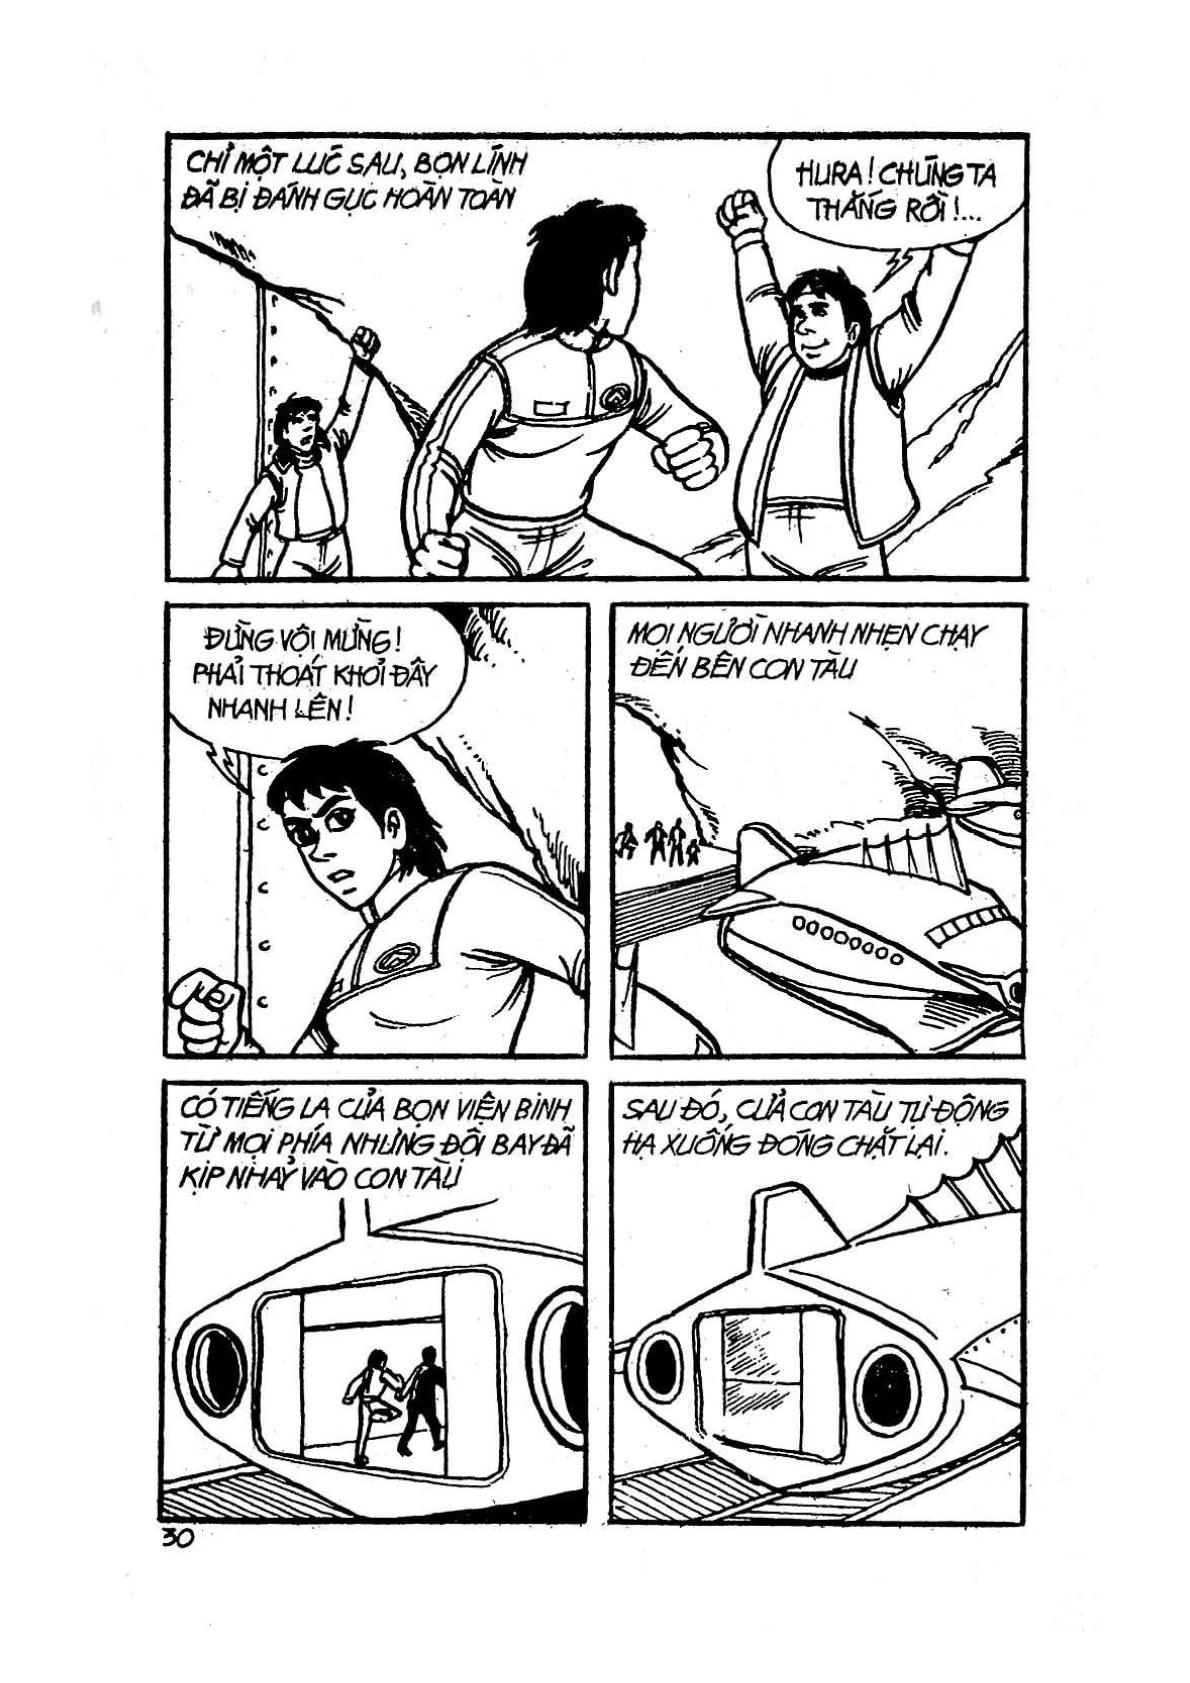 CHỈ MỘT LÚC SAU, BỌN LÍNH
ĐÃ BỊ ĐÁNH GỤC HOÀN TOÀN
HURA! CHÚNG TA
THẮNG RỒI!...
ĐỪNG VỘI MỪNG!
PHẢI THOÁT KHỎI ĐÂY
NHANH LÊN!
MỌI NGƯỜI NHANH NHẸN CHẠY
ĐẾN BÊN CON TÀU
CÓ TIẾNG LA CỦA BỌN VIỆN BINH
TỪ MỌI PHÍA NHƯNG ĐỘI BAY ĐÃ
KỊP NHẢY VÀO CON TÀU
SAU ĐÓ, CỬA CON TÀU TỰ ĐỘNG
HẠ XUỐNG ĐÓNG CHẶT LẠI.
30